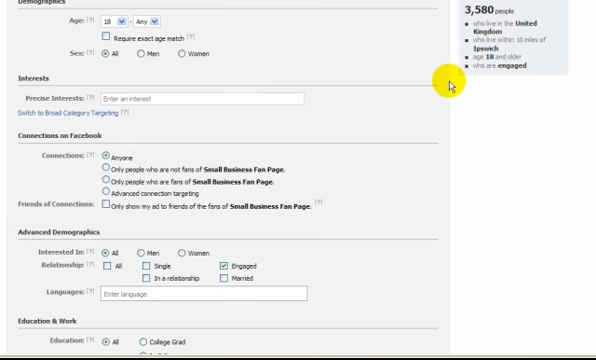 Demographics
3,580 people
who live in the United
Kingdom
who live within 10 miles of
Ipswich
age 18 and older
who are engaged
Age: [?] 18 - Any
Require exact age match [?]
Sex: [?] All Men Women
Interests
Precise Interests: [?] Enter an interest
Switch to Broad Category Targeting [?]
Connections on Facebook
Connections: [?] Anyone
Only people who are not fans of Small Business Fan Page.
Only people who are fans of Small Business Fan Page.
Advanced connection targeting
Friends of Connections: [?] Only show my ad to friends of the fans of Small Business Fan Page. [?]
Advanced Demographics
Interested In: [?] All Men Women
Relationship: [?] All Single Engaged
In a relationship Married
Languages: [?] Enter language
Education & Work
Education: [?] All College Grad